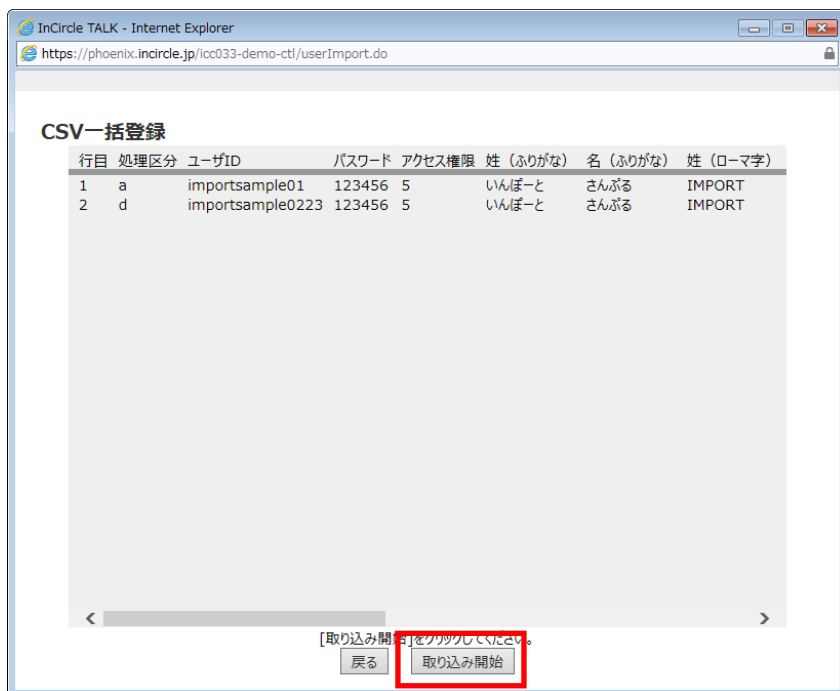 InCircle TALK - Internet Explorer
https://phoenix.incircle.jp/icc033-demo-ctl/userImport.do
CSV一括登録
行目 処理区分 ユーザID パスワード アクセス権限 姓（ふりがな） 名（ふりがな） 姓（ローマ字）
1 a importsample01 123456 5 いんぽーと さんぷる IMPORT
2 d importsample0223 123456 5 いんぽーと さんぷる IMPORT
[取り込み開始]をクリックしてください。
戻る 取り込み開始